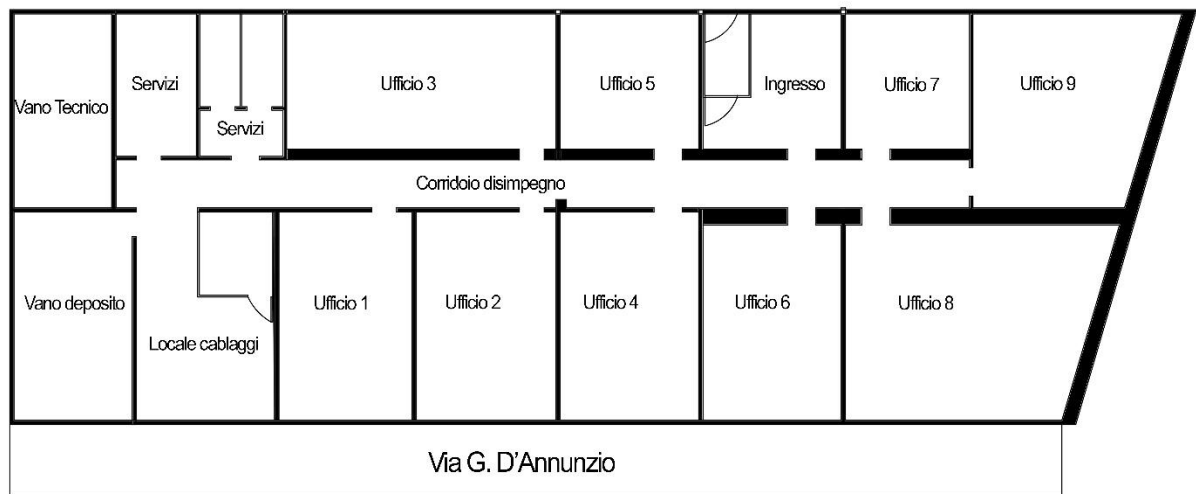 Vano Tecnico
Servizi
Servizi
Ufficio 3
Ufficio 5
Ingresso
Ufficio 7
Ufficio 9
Corridoio disimpegno
Vano deposito
Locale cablaggi
Ufficio 1
Ufficio 2
Ufficio 4
Ufficio 6
Ufficio 8
Via G. D'Annunzio